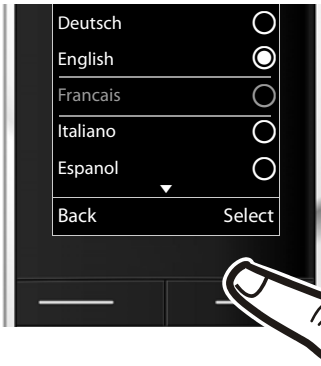 Deutsch
English
Francais
Italiano
Espanol
Back Select